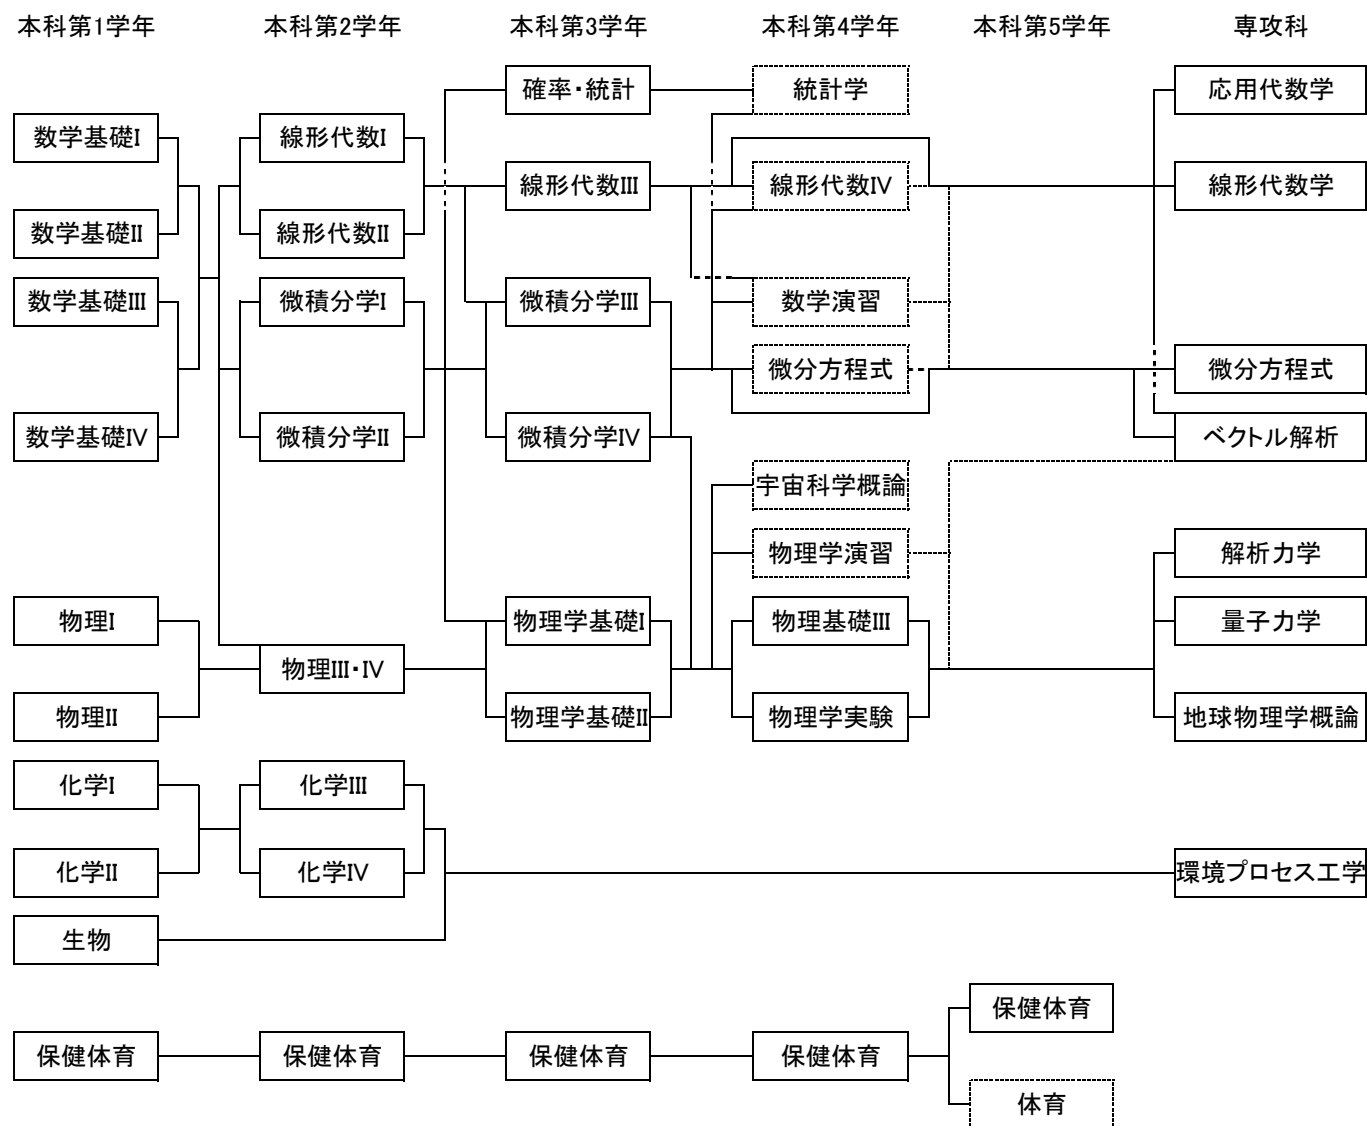 本科第1学年 本科第2学年 本科第3学年 本科第4学年 本科第5学年 専攻科
確率・統計 統計学 応用代数学
数学基礎I 線形代数I
線形代数III 線形代数IV 線形代数学
数学基礎II 線形代数II
数学基礎III 微積分学I 微積分学III 数学演習
微分方程式 微分方程式
数学基礎IV 微積分学II 微積分学IV ベクトル解析
宇宙科学概論
物理学演習 解析力学
物理I 物理学基礎I 物理基礎III 量子力学
物理III・IV
物理II 物理学基礎II 物理学実験 地球物理学概論
化学I 化学III
化学II 化学IV 環境プロセス工学
生物
保健体育
保健体育 保健体育 保健体育 保健体育
体育